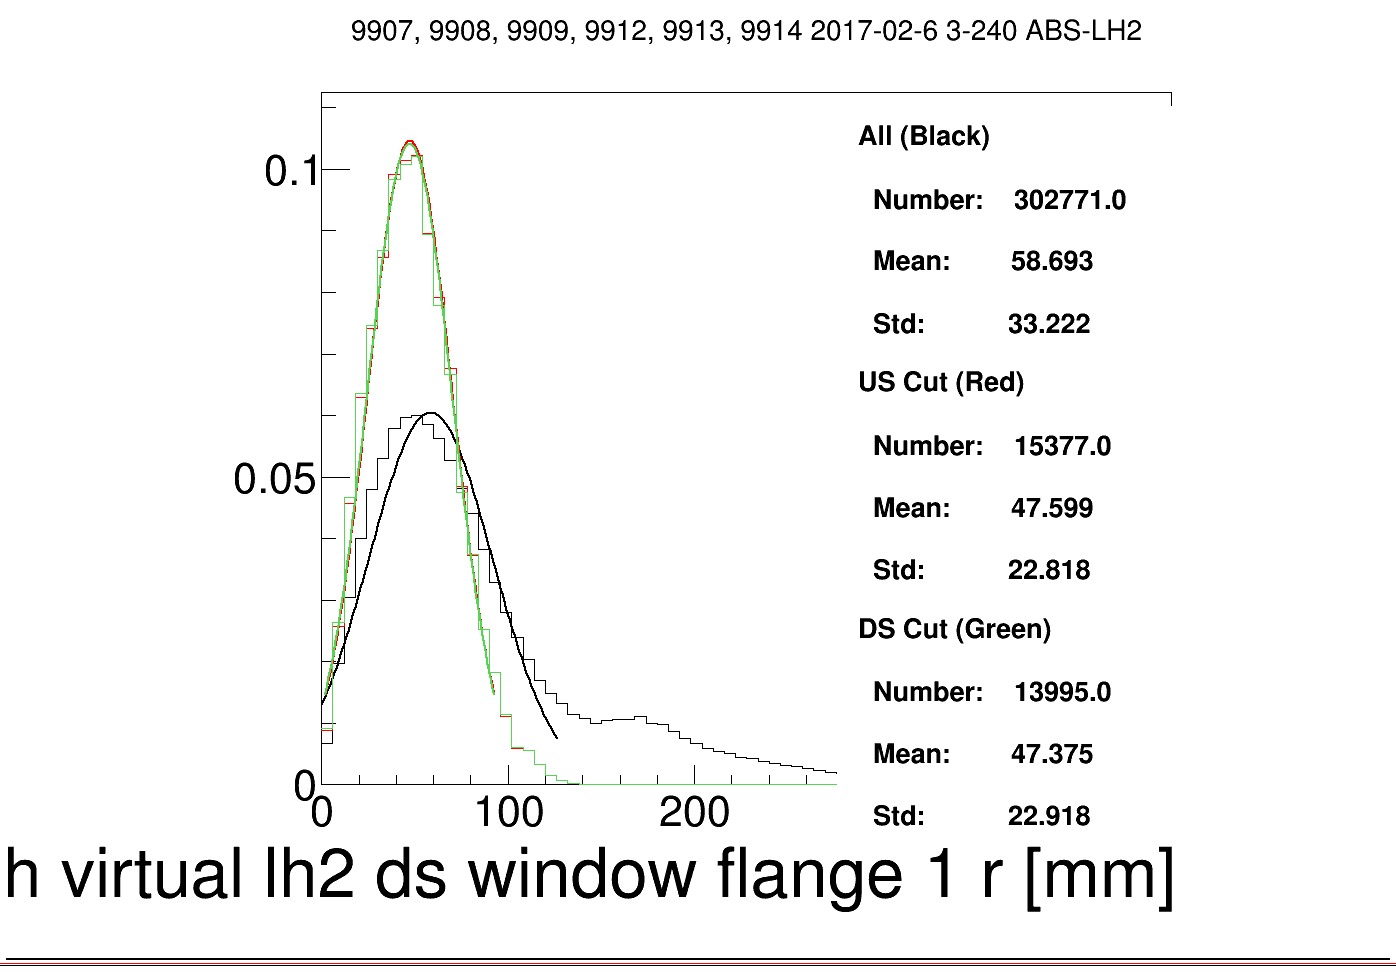 9907, 9908, 9909, 9912, 9913, 9914 2017-02-6 3-240 ABS-LH2
All (Black)
0.1
Number: 302771.0
Mean: 58.693
Std: 33.222
US Cut (Red)
Number: 15377.0
0.05
Mean: 47.599
Std: 22.818
DS Cut (Green)
Number: 13995.0
Mean: 47.375
0
Std: 22.918
0 100 200
h virtual lh2 ds window flange 1 r [mm]